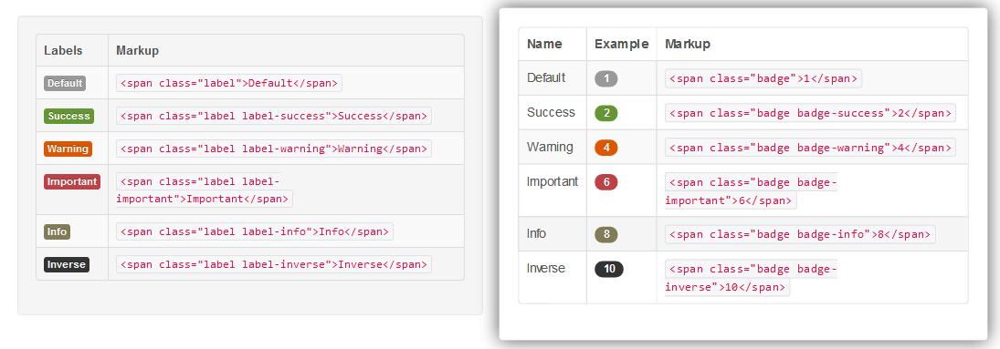 Labels Markup
Default <span class="label">Default</span>
Success <span class="label label-success">Success</span>
Warning <span class="label label-warning">Warning</span>
Important <span class="label label-
important">Important</span>
Info <span class="label label-info">Info</span>
Inverse <span class="label label-inverse">Inverse</span>
Name Example Markup
Default 1 <span class="badge">1</span>
Success 2 <span class="badge badge-success">2</span>
Warning 4 <span class="badge badge-warning">4</span>
Important 6 <span class="badge badge-
important">6</span>
Info 8 <span class="badge badge-info">8</span>
Inverse 10 <span class="badge badge-
inverse">10</span>